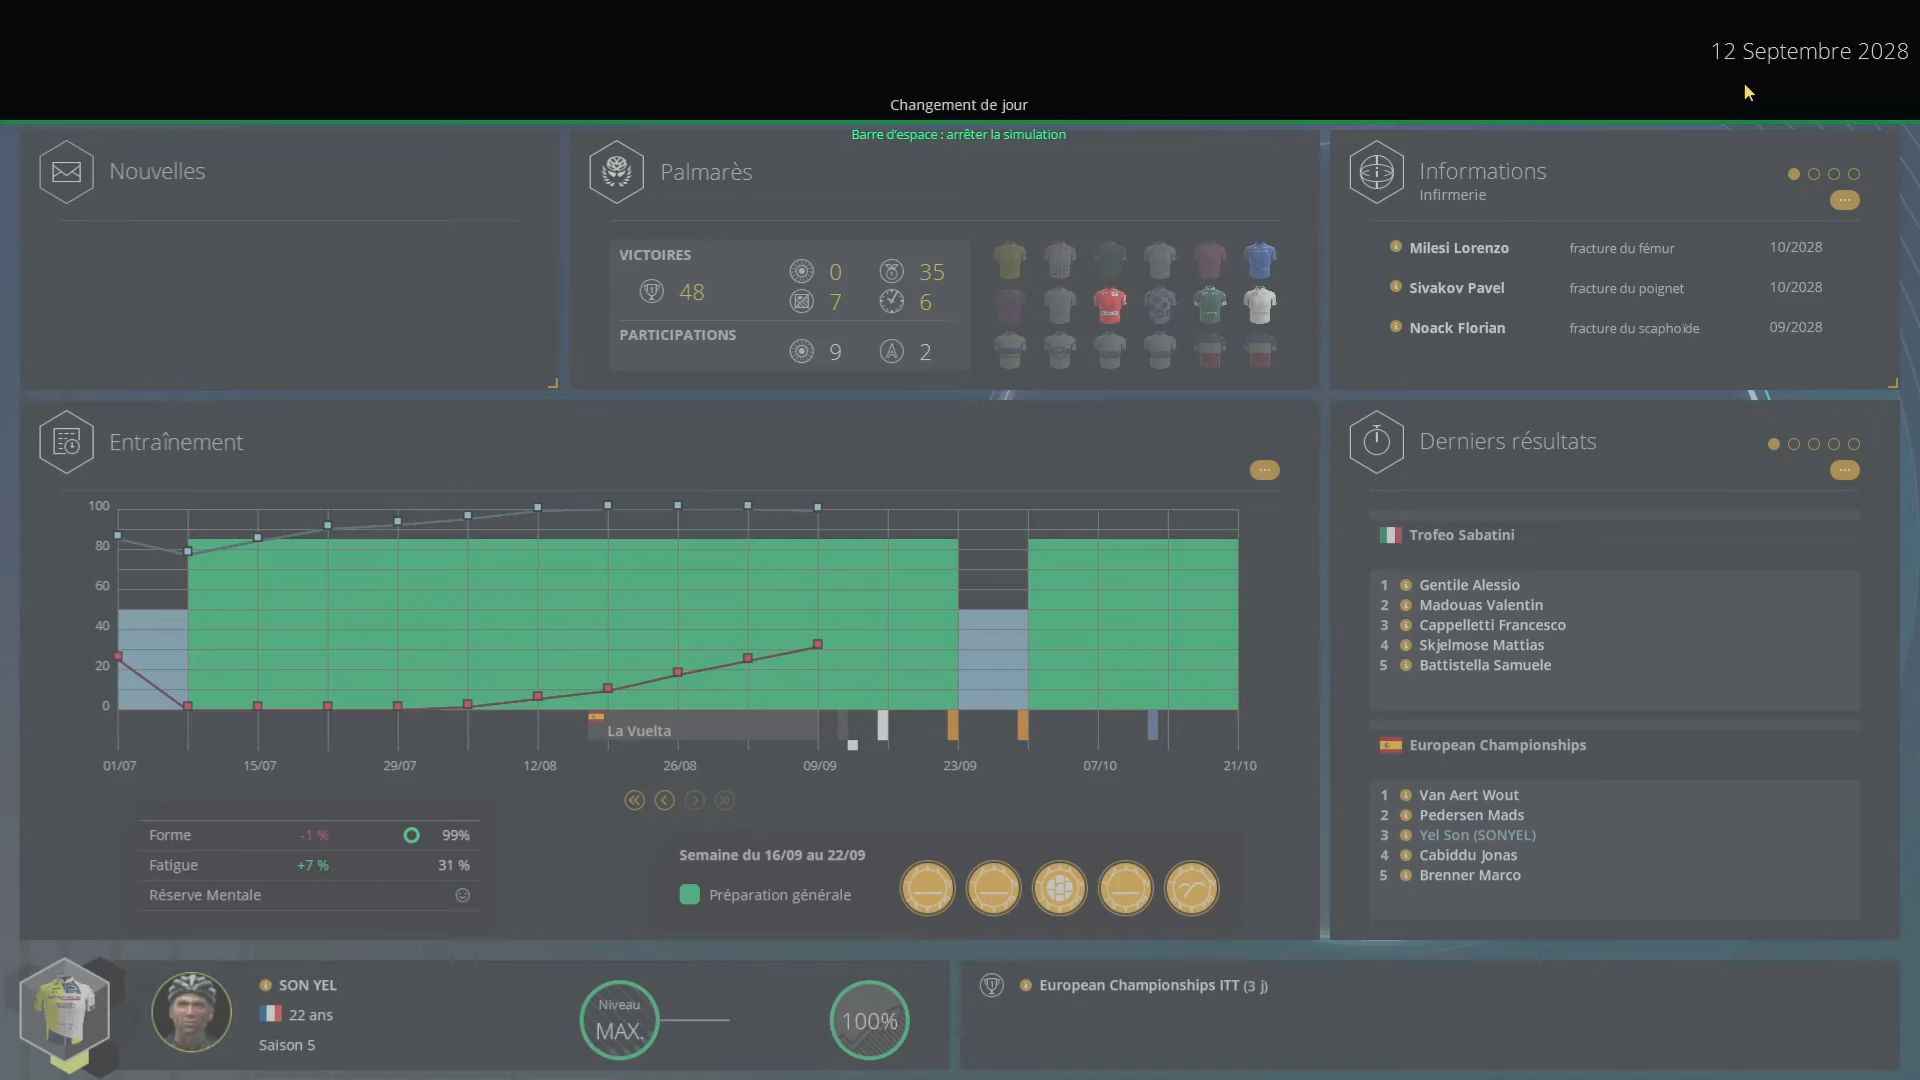 12 Septembre 2028
Changement de jour
Barre d'espace : arrêter la simulation
Nouvelles
Palmarès
VICTOIRES
48
0
35
7
6
PARTICIPATIONS
9
2
Informations
Infirmerie
Milesi Lorenzo fracture du fémur 10/2028
Sivakov Pavel fracture du poignet 10/2028
Noack Florian fracture du scaphoïde 09/2028
Entraînement
100
80
60
40
20
0
La Vuelta
01/07 15/07 29/07 12/08 26/08 09/09 23/09 07/10 21/10
Forme -1 % 99%
Fatigue +7 % 31 %
Réserve Mentale
Semaine du 16/09 au 22/09
Préparation générale
Derniers résultats
Trofeo Sabatini
1 Gentile Alessio
2 Madouas Valentin
3 Cappelletti Francesco
4 Skjelmose Mattias
5 Battistella Samuele
European Championships
1 Van Aert Wout
2 Pedersen Mads
3 Yel Son (SONYEL)
4 Cabiddu Jonas
5 Brenner Marco
SON YEL
22 ans
Saison 5
Niveau
MAX.
100%
European Championships ITT (3 j)